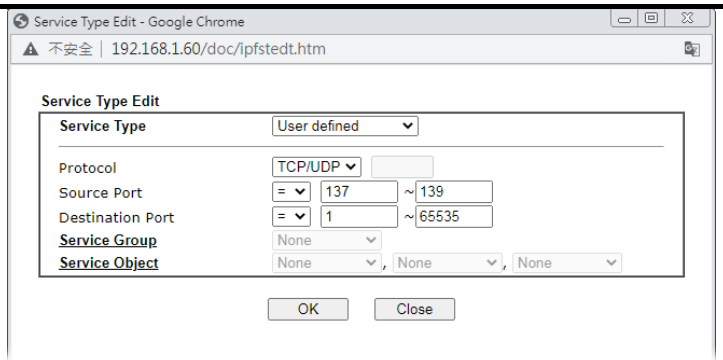 Service Type Edit - Google Chrome
不安全 | 192.168.1.60/doc/ipfstedt.htm
Service Type Edit
Service Type User defined
Protocol TCP/UDP
Source Port = 137 ~ 139
Destination Port = 1 ~ 65535
Service Group None
Service Object None , None , None
OK Close